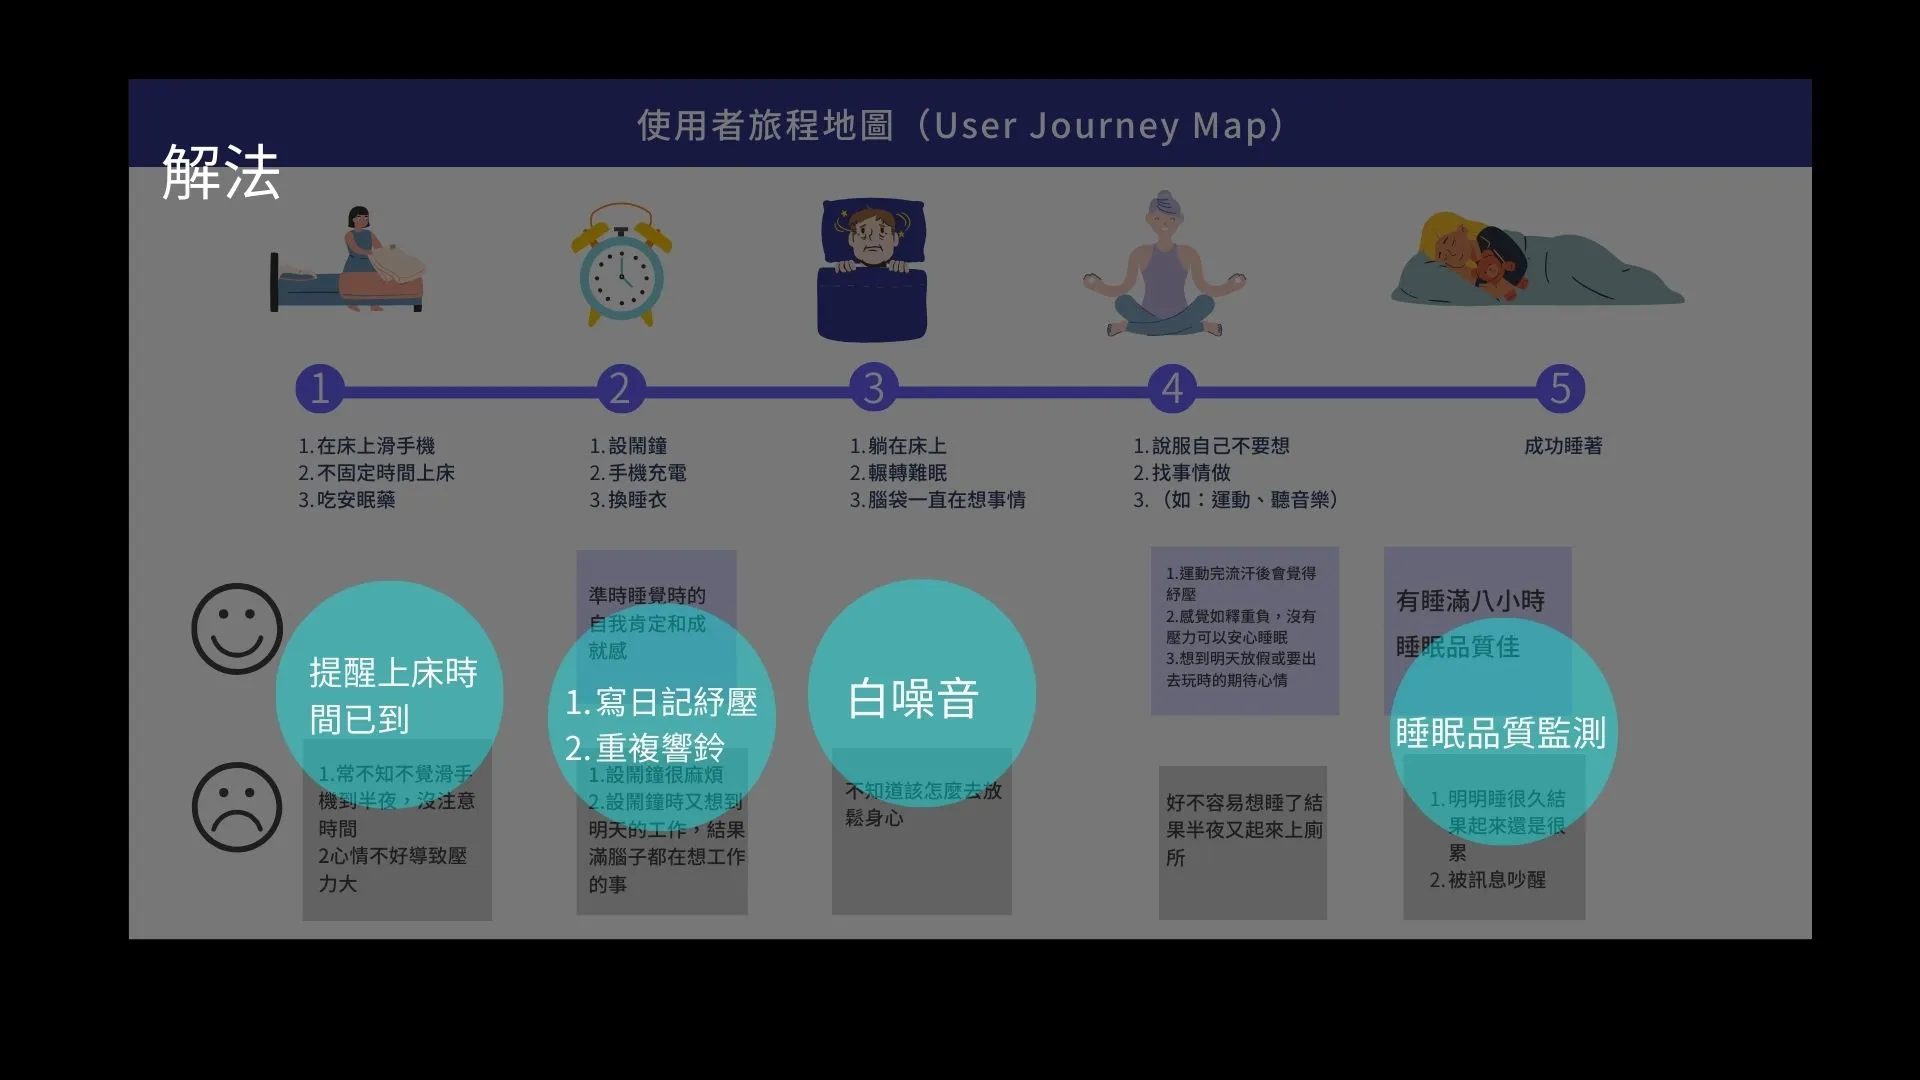 使用者旅程地圖（User Journey Map）
解法
1
2
3
4
5
1.在床上滑手機
2.不固定時間上床
3.吃安眠藥
1.設鬧鐘
2.手機充電
3.換睡衣
1.躺在床上
2.輾轉難眠
3.腦袋一直在想事情
1.說服自己不要想
2.找事情做
3.（如：運動、聽音樂）
成功睡著
準時睡覺時的
自我肯定和成
就感
1.運動完流汗後會覺得
紓壓
2.感覺如釋重負，沒有
壓力可以安心睡眠
3.想到明天放假或要出
去玩時的期待心情
有睡滿八小時
睡眠品質佳
提醒上床時
間已到
1.寫日記紓壓
2.重複響鈴
白噪音
睡眠品質監測
1.常不知不覺滑手
機到半夜，沒注意
時間
2心情不好導致壓
力大
1.設鬧鐘很麻煩
2.設鬧鐘時又想到
明天的工作，結果
滿腦子都在想工作
的事
不知道該怎麼去放
鬆身心
好不容易想睡了結
果半夜又起來上廁
所
1.明明睡很久結
果起來還是很
累
2.被訊息吵醒